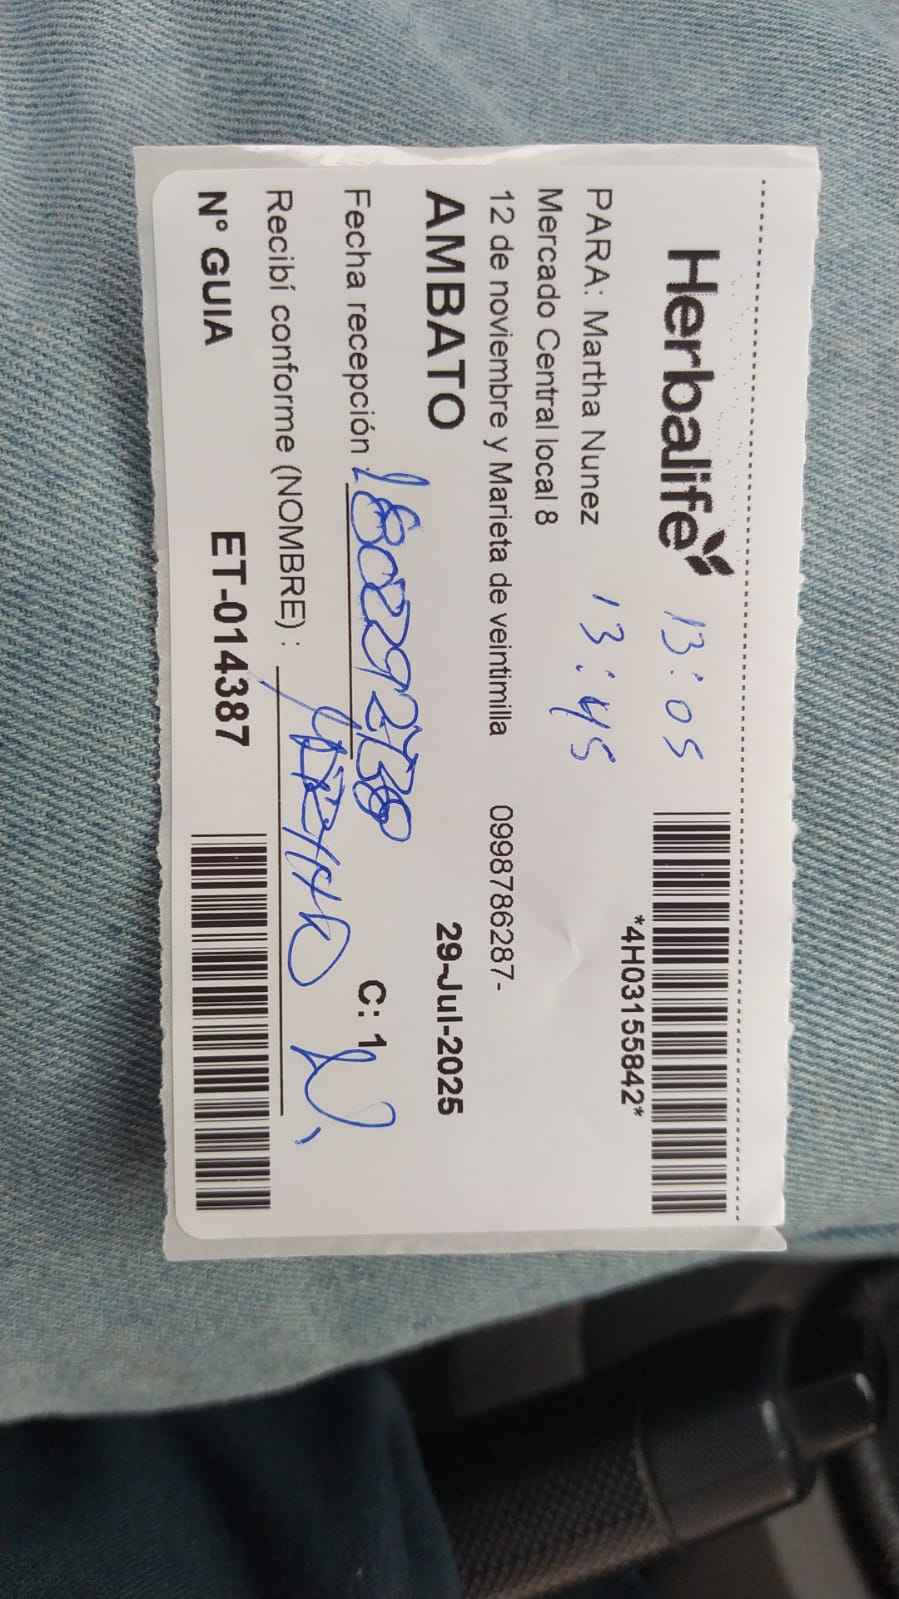 Herbalife
13:05
*4H03155842*
PARA: Martha Nunez
13:45
Mercado Central local 8
12 de noviembre y Marieta de veintimilla 0998786287-
AMBATO
29-Jul-2025
Fecha recepción
C: 1
Recibí conforme (NOMBRE) :
N° GUIA ET-014387